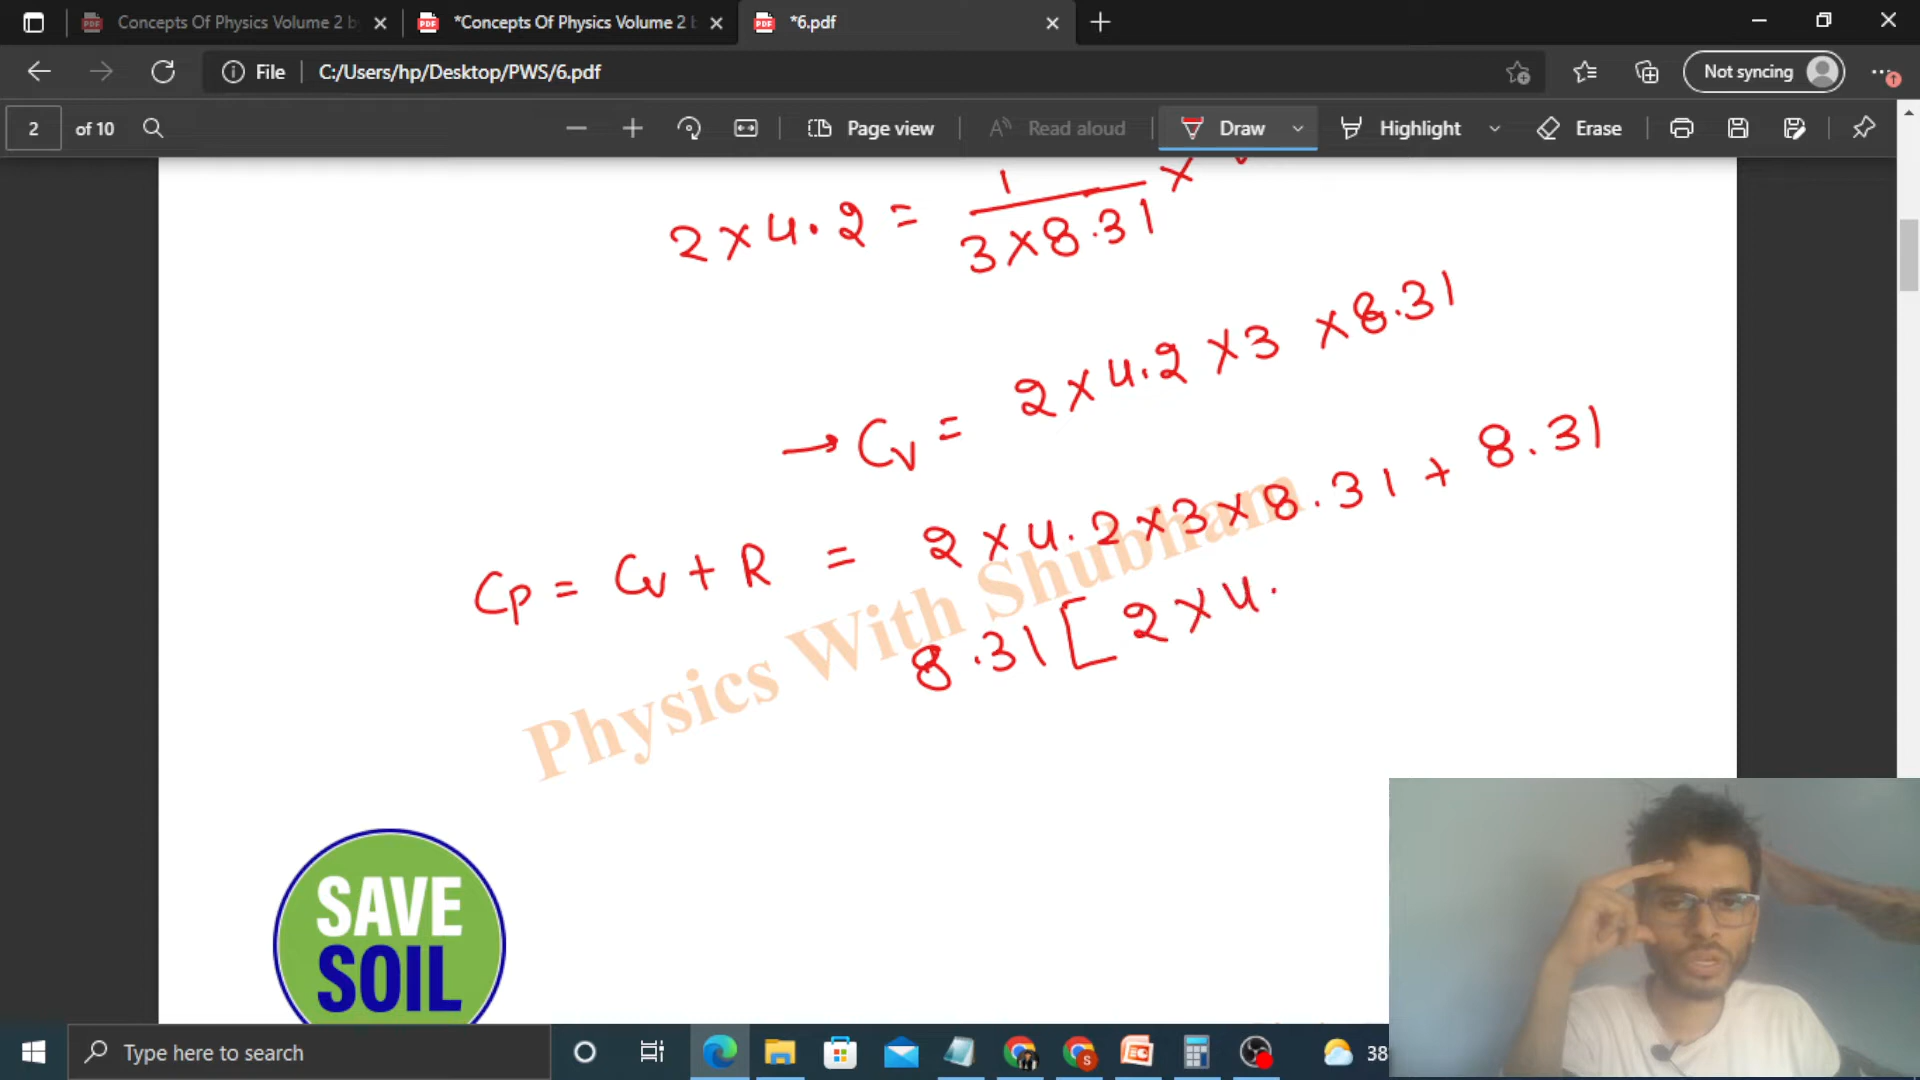 Concepts Of Physics Volume 2 b
*Concepts Of Physics Volume 2 b
*6.pdf
File
C:/Users/hp/Desktop/PWS/6.pdf
Not syncing
2 of 10
Page view
Read aloud
Draw
Highlight
Erase
2 × 4.2 = 1 / 3 × 8.31 ×
→ Cv = 2 × 4.2 × 3 × 8.31
Cp = Cv + R = 2 × 4.2 × 3 × 8.31 + 8.31
8.31 [ 2 × 4.
Physics With Shubham
SAVE
SOIL
Type here to search
38